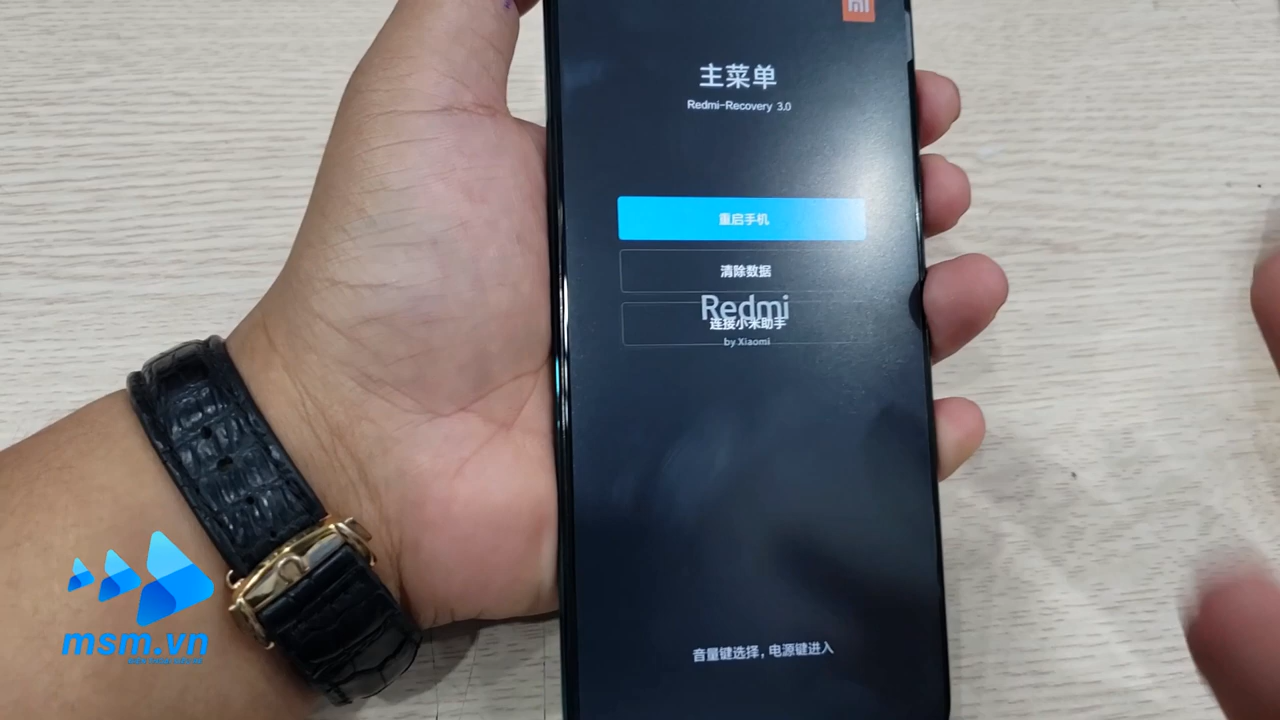 mi
主菜单
Redmi-Recovery 3.0
重启手机
清除数据
Redmi
连接小米助手
by Xiaomi
音量键选择，电源键进入
msm.vn